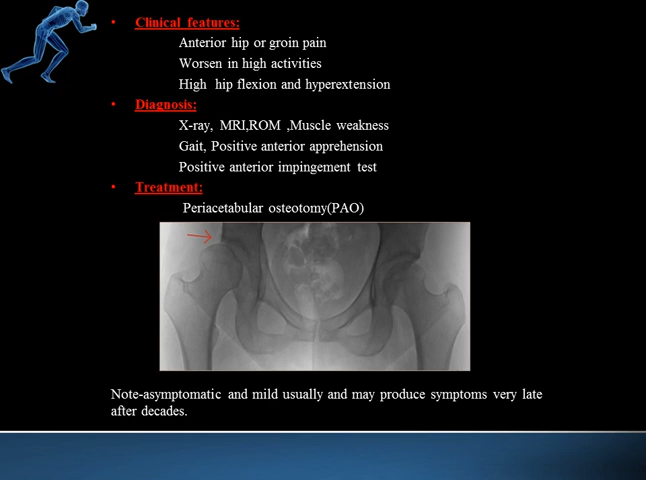 • Clinical features:
Anterior hip or groin pain
Worsen in high activities
High hip flexion and hyperextension
• Diagnosis:
X-ray, MRI,ROM ,Muscle weakness
Gait, Positive anterior apprehension
Positive anterior impingement test
• Treatment:
Periacetabular osteotomy(PAO)
Note-asymptomatic and mild usually and may produce symptoms very late
after decades.